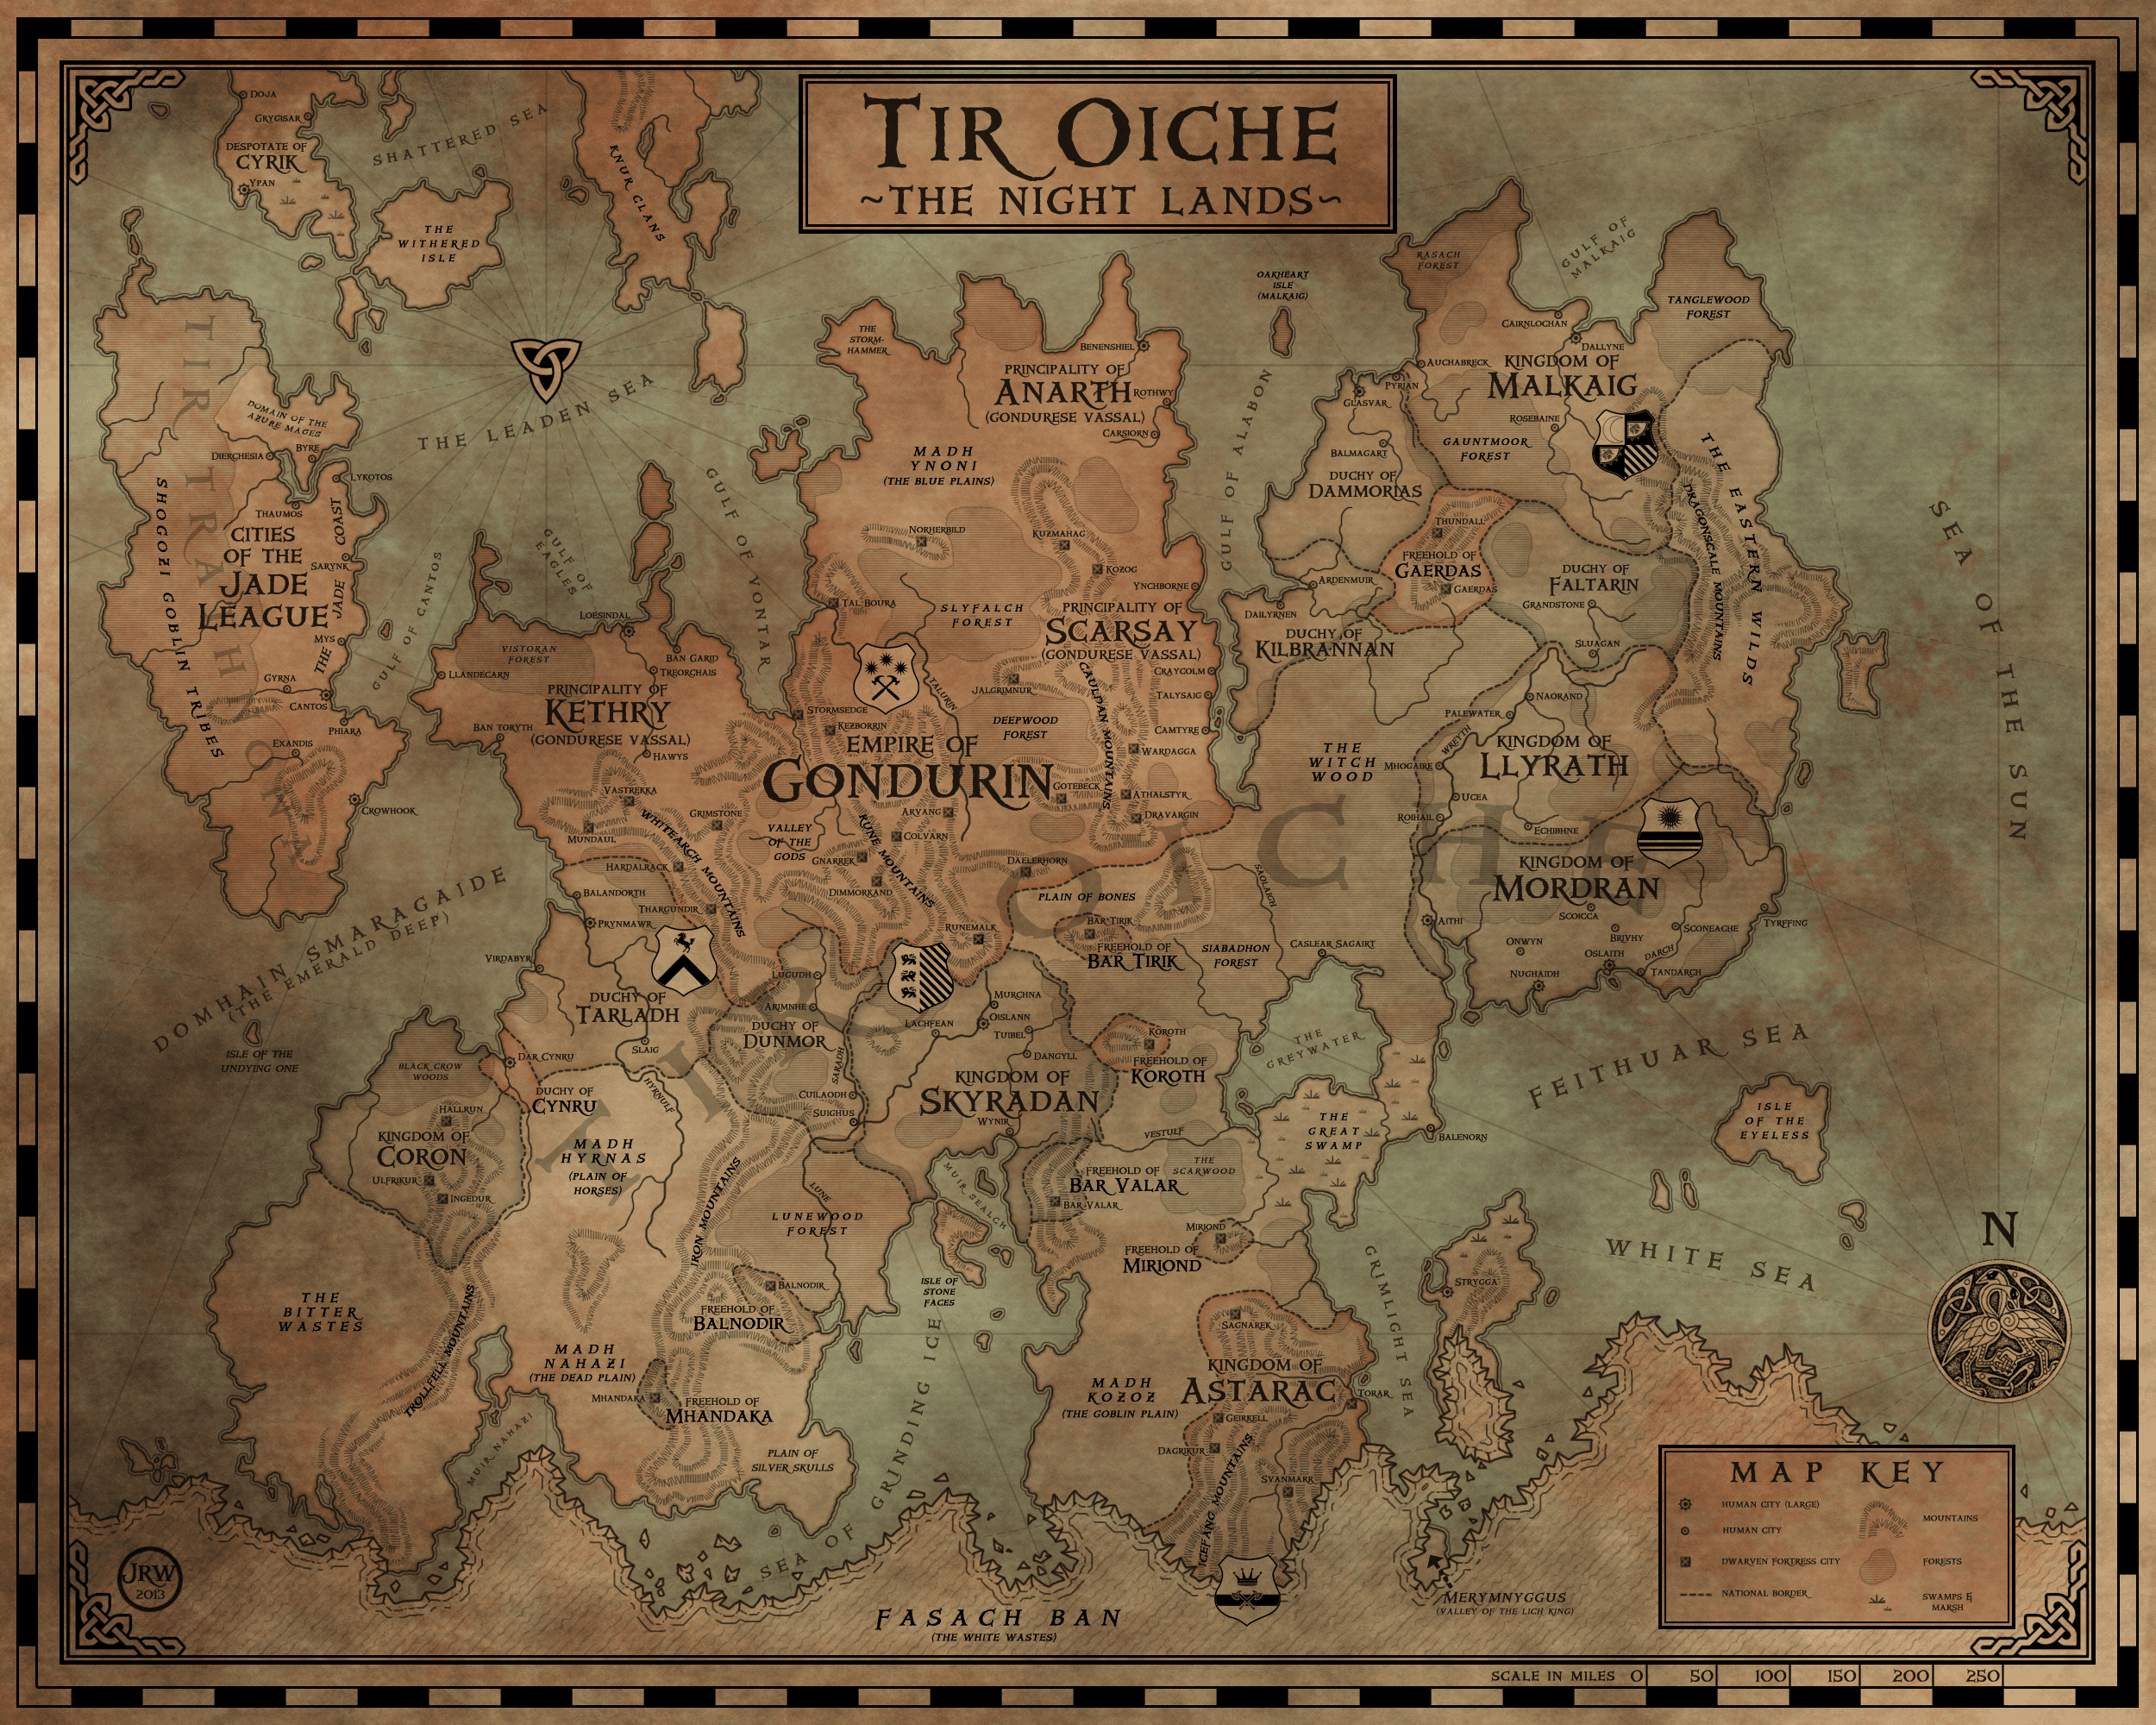 TIR OICHE
~THE NIGHT LANDS~
DOJA
GRYGISAR
DESPOTATE OF
CYRIK
YPAN
SHATTERED SEA
THE
WITHERED
ISLE
KNUR CLANS
THE LEADEN SEA
TIR TRATHNONA
DOMAIN OF THE
AZURE MAGES
BYRE
DIERCHESIA
LYKOTOS
THAUMOS
CITIES
OF THE
JADE
LEAGUE
THE JADE COAST
SARYNK
MYS
SHOGOZI GOBLIN TRIBES
GYRNA
CANTOS
PHIARA
EXANDIS
CROWHOOK
GULF OF CANTOS
GULF OF
EAGLES
GULF OF VONTAR
DOMHAIN SMARAGAIDE
(THE EMERALD DEEP)
ISLE OF THE
UNDYING ONE
THE
STORM-
HAMMER
BENENSHIEL
PRINCIPALITY OF
ANARTH
(GONDURESE VASSAL)
ROTHWY
CARSIORN
MADH
YNONI
(THE BLUE PLAINS)
NORHERBILD
KUZMAHAG
KOZOG
YNCHBORNE
TAL BOURA
SLYFALCH
FOREST
PRINCIPALITY OF
SCARSAY
(GONDURESE VASSAL)
CRAYCOLM
TALYSAIG
CAMTYRE
JALGRIMNUR
TALURIN
CAULDAN MOUNTAINS
DEEPWOOD
FOREST
WARDAGGA
STORMSEDGE
KEZBORRIN
EMPIRE OF
GONDURIN
GOTEBECK
ATHALSTYR
DRAVARGIN
ARVANG
COLVARN
VALLEY
OF THE
GODS
GNARREK
RUNE MOUNTAINS
DIMMORKAND
DAELERHORN
RUNEMALK
LOESINDAL
VISTORAN
FOREST
BAN GARID
TREORCHAIS
LLANDECARN
PRINCIPALITY OF
KETHRY
(GONDURESE VASSAL)
BAN TORYTH
HAWYS
VASTREKKA
MUNDAUL
GRIMSTONE
WHITEARCH MOUNTAINS
HARDALRACK
THARGUNDIR
BALANDORTH
PRYNMAWR
VIRDABYR
DUCHY OF
TARLADH
SLAIG
LUGUDH
ARIMNHE
DUCHY OF
DUNMOR
SARADH
CUILAODH
SUIGHUS
OAKHEART
ISLE
(MALKAIG)
GULF OF ALABON
RASACH
FOREST
GULF OF
MALKAIG
TANGLEWOOD
FOREST
CAIRNLOCHAN
DALLYNE
AUCHABRECK
KINGDOM OF
MALKAIG
PYRIAN
GLASVAR
ROSEBAINE
GAUNTMOOR
FOREST
BALMAGART
DUCHY OF
DAMMORIAS
THE EASTERN WILDS
DRAGONSCALE MOUNTAINS
THUNDALL
FREEHOLD OF
GAERDAS
GAERDAS
DUCHY OF
FALTARIN
GRANDSTONE
SLUAGAN
ARDENMUIR
DAILYRNEN
DUCHY OF
KILBRANNAN
NAORAND
PALEWATER
WREYTH
MHOGAIRE
KINGDOM OF
LLYRATH
UCEA
ROIHAIL
ECHIBHNE
THE
WITCH
WOOD
SEA OF THE SUN
KINGDOM OF
MORDRAN
SCOICCA
AITHI
BRIVHY
SCONEACHE
TYRFFING
ONWYN
OSLAITH
DARCH
NUGHAIDH
TANDARCH
TIR OICHE
PLAIN OF BONES
BAR TIRIK
FREEHOLD OF
BAR TIRIK
SIABADHON
FOREST
SAOLAIGH
CASLEAR SAGAIRT
MURCHNA
OISLANN
LACHFEAN
TUIBEL
DANGYLL
KINGDOM OF
SKYRADAN
WYNIR
KOROTH
FREEHOLD OF
KOROTH
THE
GREYWATER
FEITHUAR SEA
ISLE
OF THE
EYELESS
THE
GREAT
SWAMP
BALENORN
VESTULF
THE
SCARWOOD
FREEHOLD OF
BAR VALAR
BAR-VALAR
MUIR SEALGH
MIRIOND
FREEHOLD OF
MIRIOND
BLACK CROW
WOODS
DAR CYNRU
DUCHY OF
CYNRU
HALLRUN
KINGDOM OF
CORON
ULFRIKUR
INGEDUR
HYRNULF
MADH
HYRNAS
(PLAIN OF
HORSES)
IRON MOUNTAINS
LUNE
LUNEWOOD
FOREST
THE
BITTER
WASTES
TROLLFELL MOUNTAINS
BALNODIR
FREEHOLD OF
BALNODIR
MADH
NAHAZI
(THE DEAD PLAIN)
MHANDAKA
FREEHOLD OF
MHANDAKA
PLAIN OF
SILVER SKULLS
MUIR NAHAZI
ISLE OF
STONE
FACES
SEA OF GRINDING ICE
SAGNAREK
KINGDOM OF
ASTARAC
TORAR
MADH
KOZOZ
(THE GOBLIN PLAIN)
GEIRKELL
DAGRIKUR
SVANMARR
ICEFANG MOUNTAINS
GRIMLIGHT SEA
STRYGGA
WHITE SEA
N
FASACH BAN
(THE WHITE WASTES)
MERYMNYGGUS
(VALLEY OF THE LICH KING)
JRW
2013
MAP KEY
HUMAN CITY (LARGE)
HUMAN CITY
DWARVEN FORTRESS CITY
NATIONAL BORDER
MOUNTAINS
FORESTS
SWAMPS &
MARSH
SCALE IN MILES 0 50 100 150 200 250